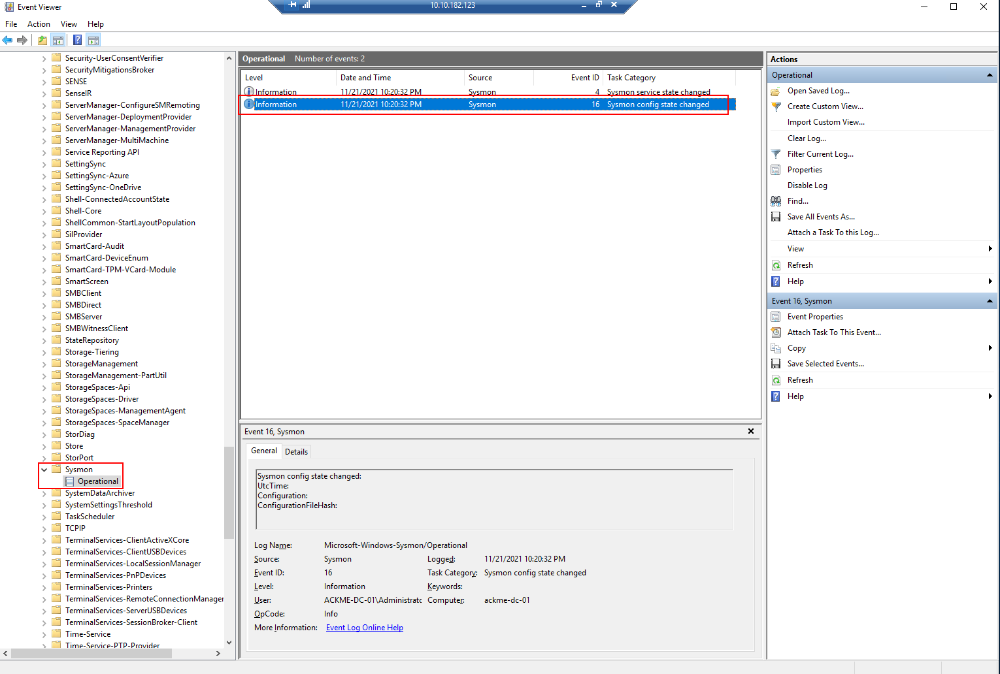 Event Viewer
10.10.182.123
File Action View Help
Security-UserConsentVerifier
SecurityMitigationsBroker
SENSE
SenseIR
ServerManager-ConfigureSMRemoting
ServerManager-DeploymentProvider
ServerManager-ManagementProvider
ServerManager-MultiMachine
Service Reporting API
SettingSync
SettingSync-Azure
SettingSync-OneDrive
Shell-ConnectedAccountState
Shell-Core
ShellCommon-StartLayoutPopulation
SilProvider
SmartCard-Audit
SmartCard-DeviceEnum
SmartCard-TPM-VCard-Module
SmartScreen
SMBClient
SMBDirect
SMBServer
SMBWitnessClient
StateRepository
Storage-Tiering
StorageManagement
StorageManagement-PartUtil
StorageSpaces-Api
StorageSpaces-Driver
StorageSpaces-ManagementAgent
StorageSpaces-SpaceManager
StorDiag
Store
StorPort
Sysmon
Operational
SystemDataArchiver
SystemSettingsThreshold
TaskScheduler
TCPIP
TerminalServices-ClientActiveXCore
TerminalServices-ClientUSBDevices
TerminalServices-LocalSessionManager
TerminalServices-PnPDevices
TerminalServices-Printers
TerminalServices-RemoteConnectionManager
TerminalServices-ServerUSBDevices
TerminalServices-SessionBroker-Client
Time-Service
Time-Service-PTP-Provider
Operational Number of events: 2
Level Date and Time Source Event ID Task Category
Information 11/21/2021 10:20:32 PM Sysmon 4 Sysmon service state changed
Information 11/21/2021 10:20:32 PM Sysmon 16 Sysmon config state changed
Event 16, Sysmon
General Details
Sysmon config state changed:
UtcTime:
Configuration:
ConfigurationFileHash:
Log Name: Microsoft-Windows-Sysmon/Operational
Source: Sysmon Logged: 11/21/2021 10:20:32 PM
Event ID: 16 Task Category: Sysmon config state changed
Level: Information Keywords:
User: ACKME-DC-01\Administrato Computer: ackme-dc-01
OpCode: Info
More Information: Event Log Online Help
Actions
Operational
Open Saved Log...
Create Custom View...
Import Custom View...
Clear Log...
Filter Current Log...
Properties
Disable Log
Find...
Save All Events As...
Attach a Task To this Log...
View
Refresh
Help
Event 16, Sysmon
Event Properties
Attach Task To This Event...
Copy
Save Selected Events...
Refresh
Help